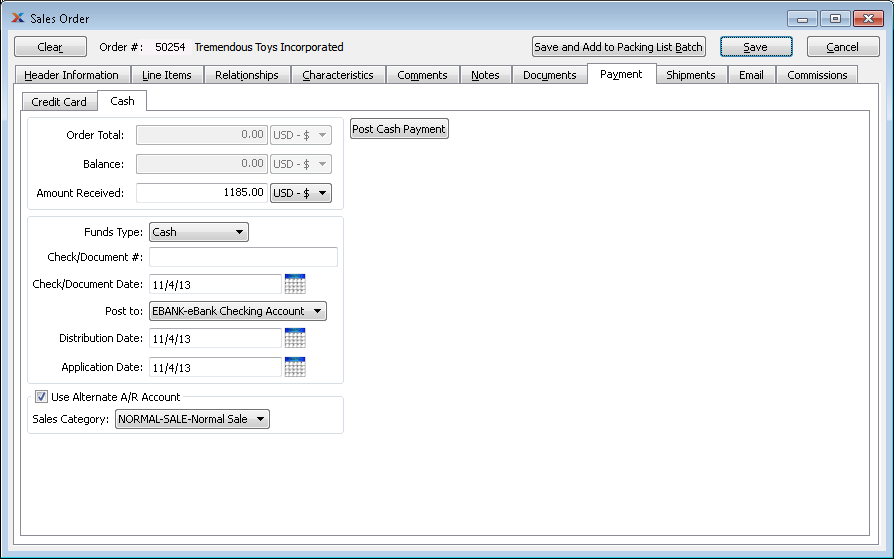 Sales Order
Clear Order #: 50254 Tremendous Toys Incorporated Save and Add to Packing List Batch Save Cancel
Header Information Line Items Relationships Characteristics Comments Notes Documents Payment Shipments Email Commissions
Credit Card Cash
Order Total: 0.00 USD - $ Post Cash Payment
Balance: 0.00 USD - $
Amount Received: 1185.00 USD - $
Funds Type: Cash
Check/Document #:
Check/Document Date: 11/4/13
Post to: EBANK-eBank Checking Account
Distribution Date: 11/4/13
Application Date: 11/4/13
Use Alternate A/R Account
Sales Category: NORMAL-SALE-Normal Sale